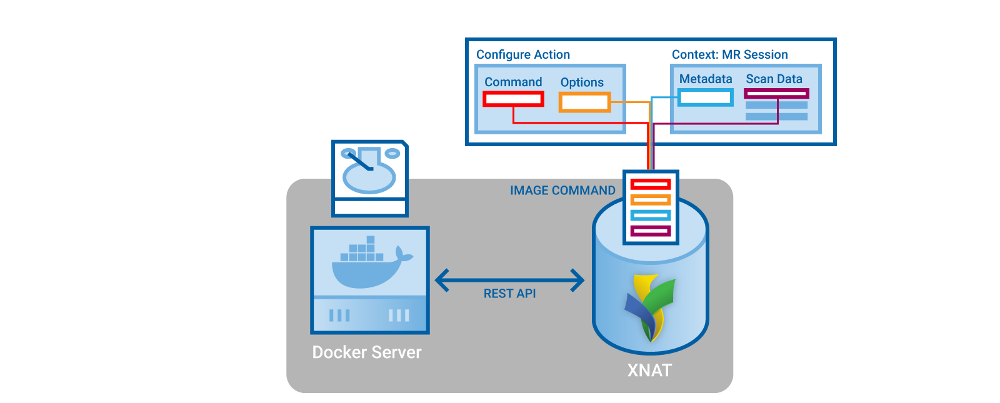 Configure Action
Context: MR Session
Command
Options
Metadata
Scan Data
IMAGE COMMAND
REST API
Docker Server
XNAT